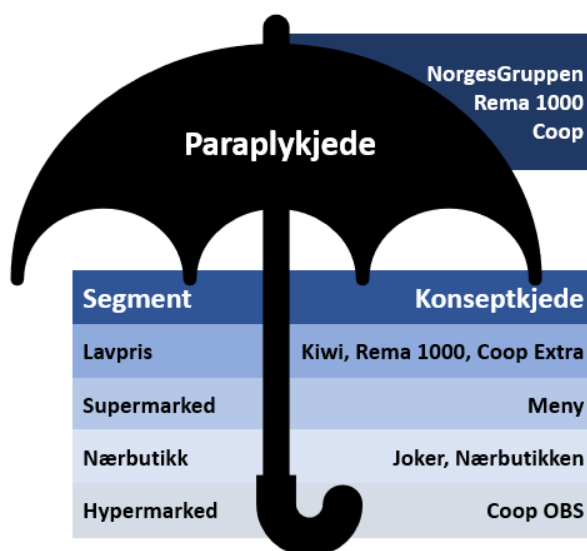 NorgesGruppen
Rema 1000
Coop
Paraplykjede
Segment Konseptkjede
Lavpris Kiwi, Rema 1000, Coop Extra
Supermarked Meny
Nærbutikk Joker, Nærbutikken
Hypermarked Coop OBS